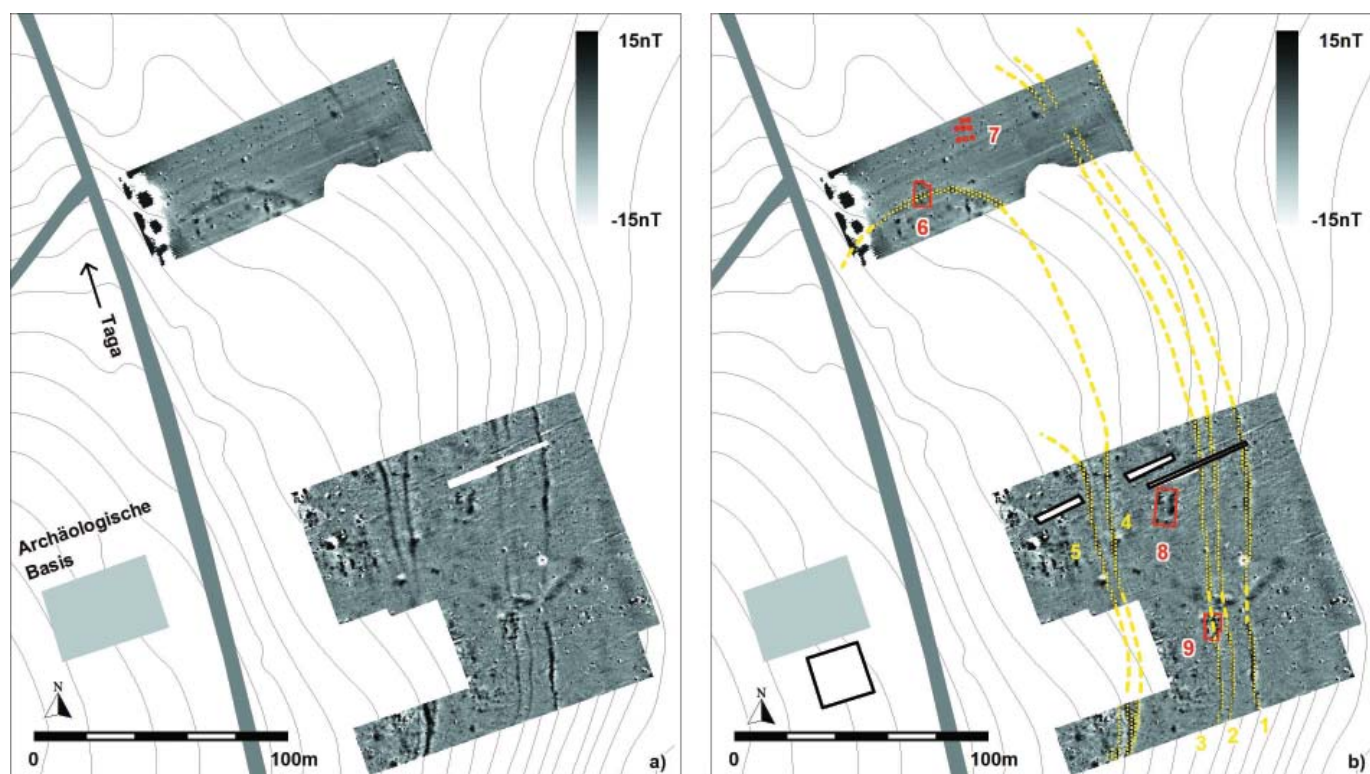 15nT
-15nT
Taga
Archäologische
Basis
N
0
100m
a)
15nT
-15nT
7
6
4
5
8
9
3
2
1
N
0
100m
b)